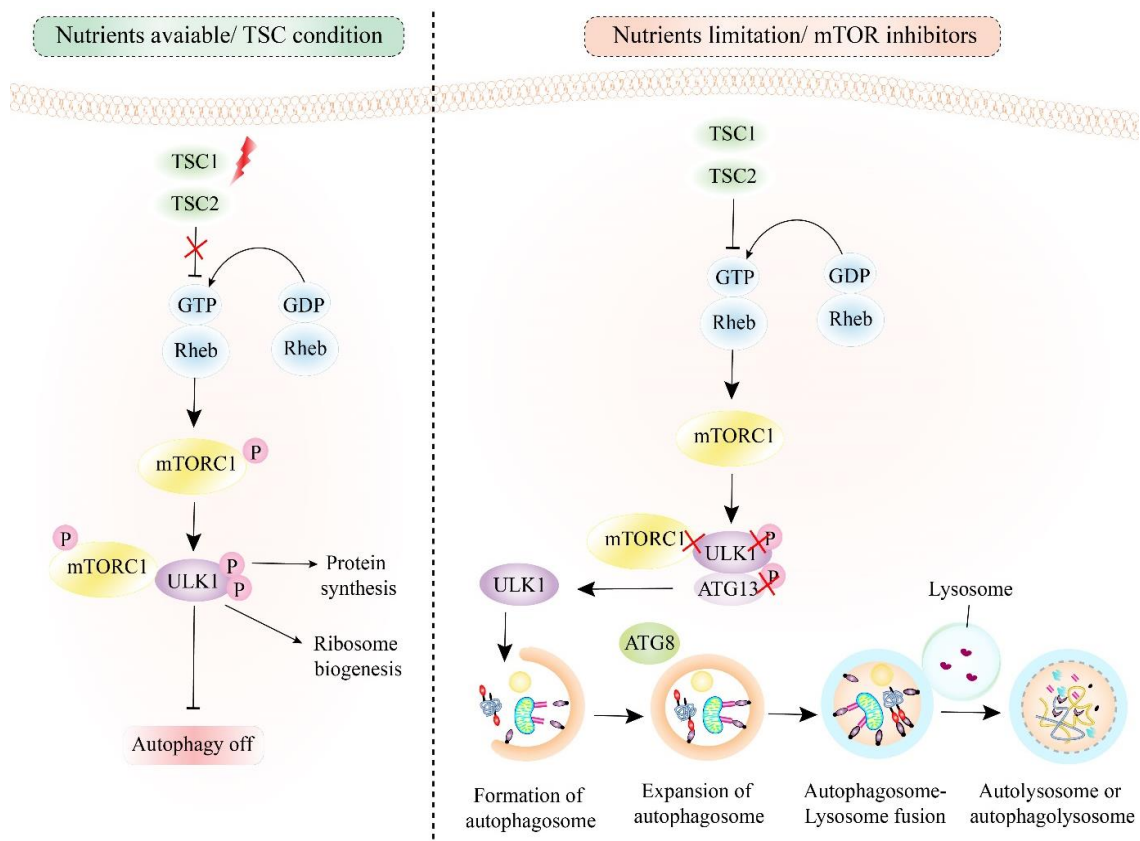 Nutrients avaiable/ TSC condition
TSC1
TSC2
GTP
GDP
Rheb
Rheb
mTORC1
P
P
mTORC1
ULK1
P
P
Protein
synthesis
Ribosome
biogenesis
Autophagy off
Nutrients limitation/ mTOR inhibitors
TSC1
TSC2
GTP
GDP
Rheb
Rheb
mTORC1
mTORC1
ULK1
P
ATG13
P
ULK1
ATG8
Lysosome
Formation of
autophagosome
Expansion of
autophagosome
Autophagosome-
Lysosome fusion
Autolysosome or
autophagolysosome